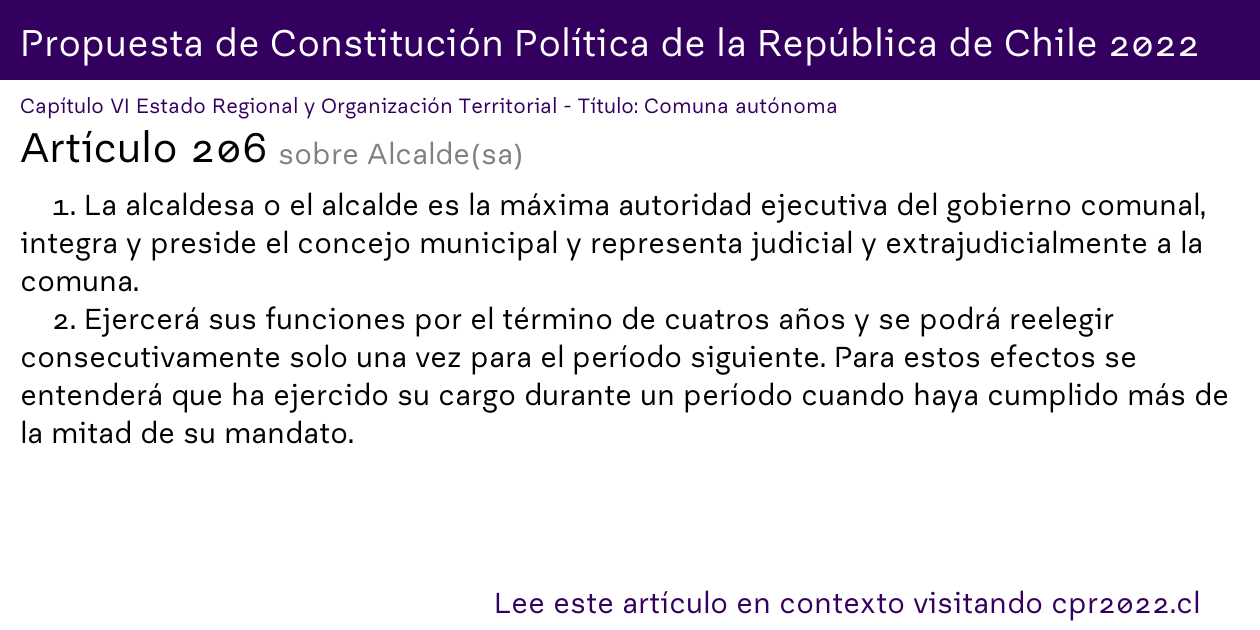 Propuesta de Constitución Política de la República de Chile 2022
Capítulo VI Estado Regional y Organización Territorial - Título: Comuna autónoma
Artículo 206 sobre Alcalde(sa)
1. La alcaldesa o el alcalde es la máxima autoridad ejecutiva del gobierno comunal,
integra y preside el concejo municipal y representa judicial y extrajudicialmente a la
comuna.
2. Ejercerá sus funciones por el término de cuatros años y se podrá reelegir
consecutivamente solo una vez para el período siguiente. Para estos efectos se
entenderá que ha ejercido su cargo durante un período cuando haya cumplido más de
la mitad de su mandato.
Lee este artículo en contexto visitando cpr2022.cl